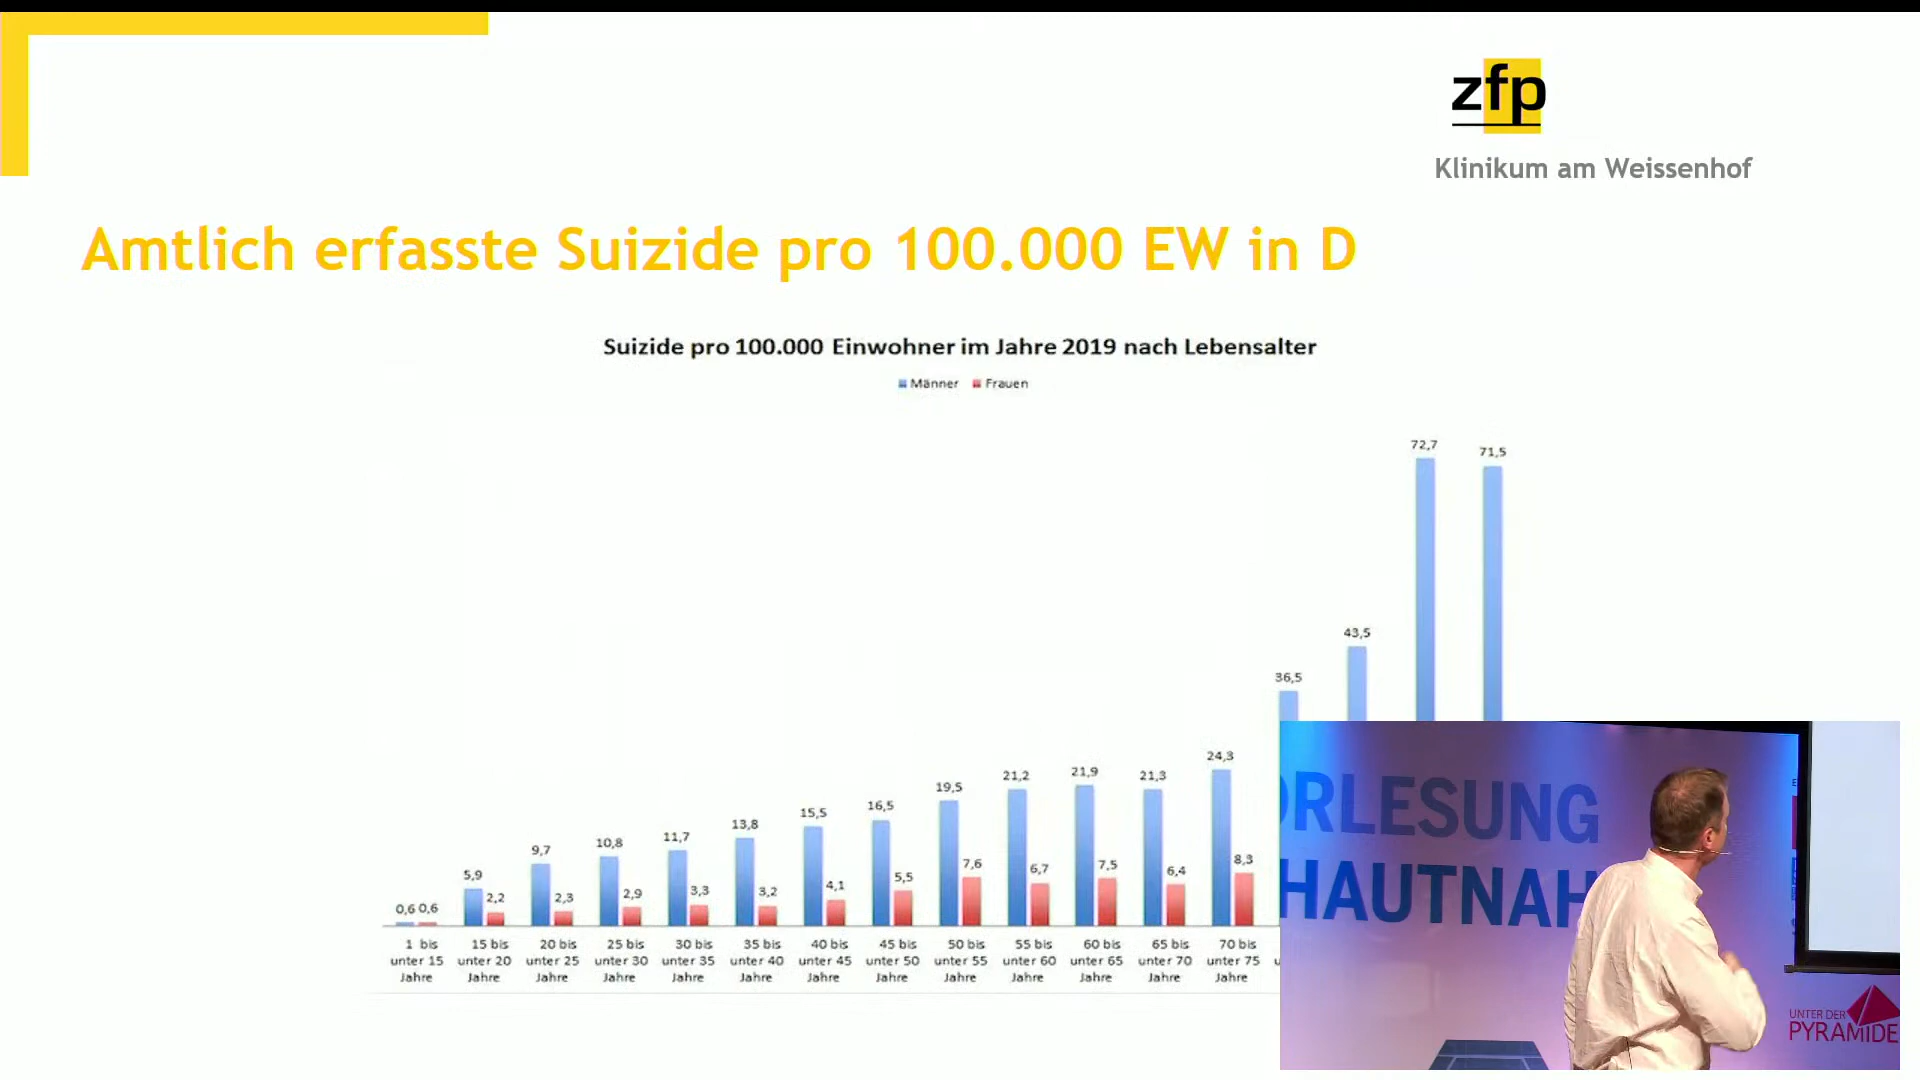 zfp
Klinikum am Weissenhof
Amtlich erfasste Suizide pro 100.000 EW in D
Suizide pro 100.000 Einwohner im Jahre 2019 nach Lebensalter
Männer Frauen
72,7
71,5
43,5
36,5
24,3
21,9
21,2
21,3
19,5
16,5
15,5
13,8
11,7
10,8
9,7
5,9
0,6 0,6
2,2
2,3
2,9
3,3
3,2
4,1
5,5
7,6
6,7
7,5
6,4
8,3
1 bis unter 15 Jahre
15 bis unter 20 Jahre
20 bis unter 25 Jahre
25 bis unter 30 Jahre
30 bis unter 35 Jahre
35 bis unter 40 Jahre
40 bis unter 45 Jahre
45 bis unter 50 Jahre
50 bis unter 55 Jahre
55 bis unter 60 Jahre
60 bis unter 65 Jahre
65 bis unter 70 Jahre
70 bis unter 75 Jahre
ORLESUNG
HAUTNAH
UNTER DER
PYRAMIDE